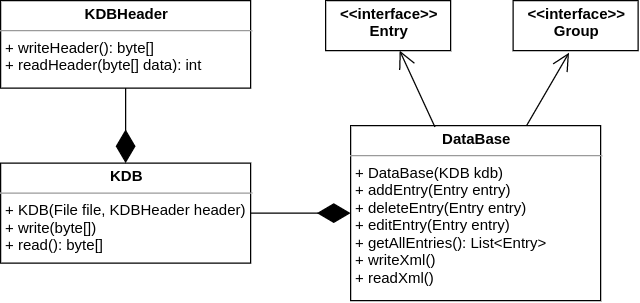 KDBHeader
+ writeHeader(): byte[]
+ readHeader(byte[] data): int
<<interface>>
Entry
<<interface>>
Group
KDB
+ KDB(File file, KDBHeader header)
+ write(byte[])
+ read(): byte[]
DataBase
+ DataBase(KDB kdb)
+ addEntry(Entry entry)
+ deleteEntry(Entry entry)
+ editEntry(Entry entry)
+ getAllEntries(): List<Entry>
+ writeXml()
+ readXml()